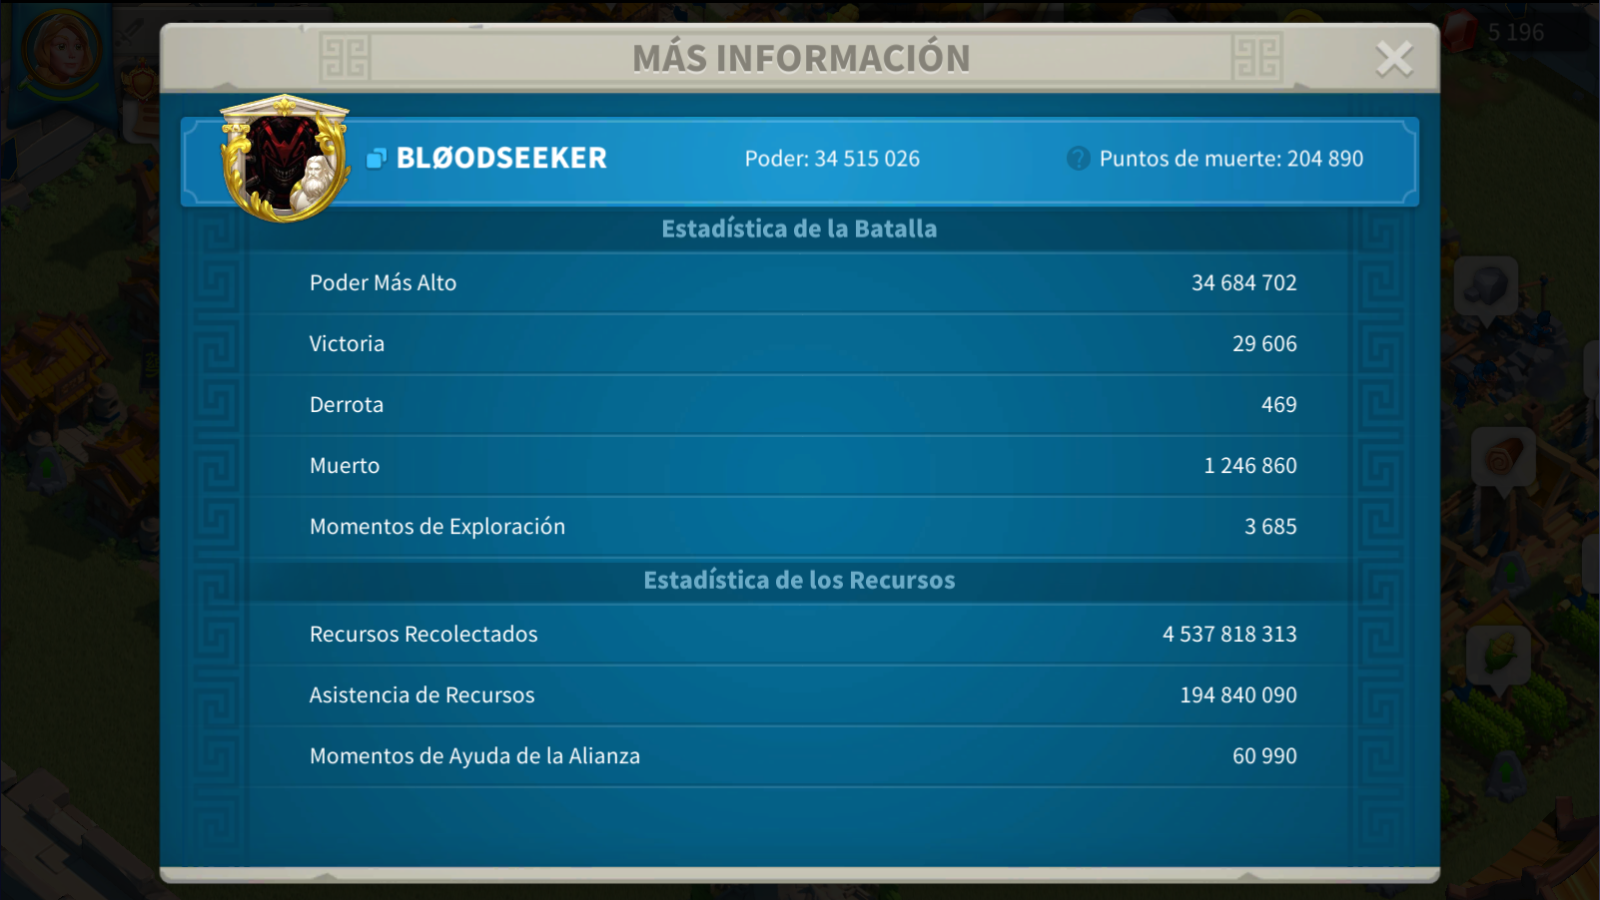 5 196
MÁS INFORMACIÓN
BLØODSEEKER
Poder: 34 515 026
? Puntos de muerte: 204 890
Estadística de la Batalla
Poder Más Alto 34 684 702
Victoria 29 606
Derrota 469
Muerto 1 246 860
Momentos de Exploración 3 685
Estadística de los Recursos
Recursos Recolectados 4 537 818 313
Asistencia de Recursos 194 840 090
Momentos de Ayuda de la Alianza 60 990